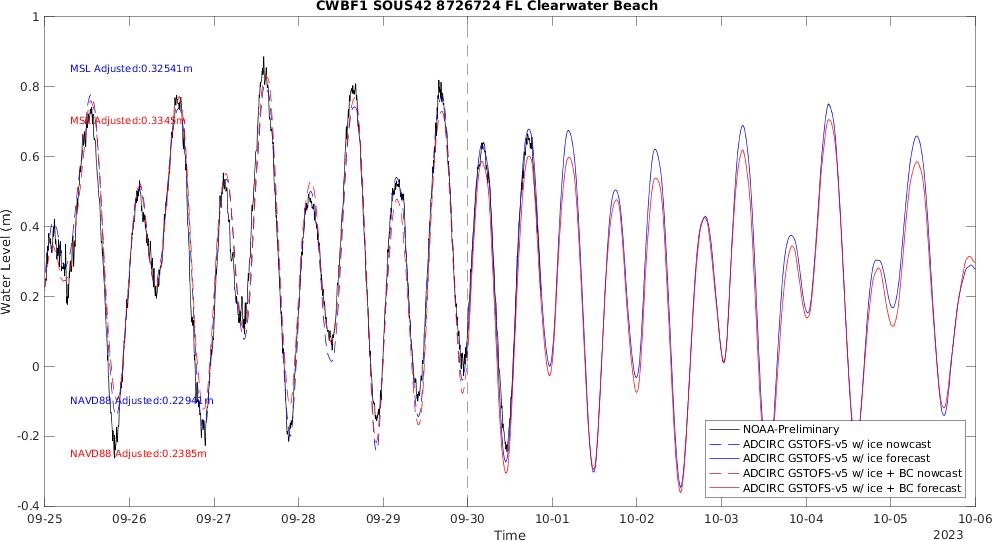 CWBF1 SOUS42 8726724 FL Clearwater Beach
1
0.8
0.6
0.4
0.2
0
-0.2
-0.4
Water Level (m)
MSL Adjusted:0.32541m
MSL Adjusted:0.3345m
NAVD88 Adjusted:0.22941m
NAVD88 Adjusted:0.2385m
NOAA-Preliminary
ADCIRC GSTOFS-v5 w/ ice nowcast
ADCIRC GSTOFS-v5 w/ ice forecast
ADCIRC GSTOFS-v5 w/ ice + BC nowcast
ADCIRC GSTOFS-v5 w/ ice + BC forecast
09-25 09-26 09-27 09-28 09-29 09-30 10-01 10-02 10-03 10-04 10-05 10-06
Time
2023